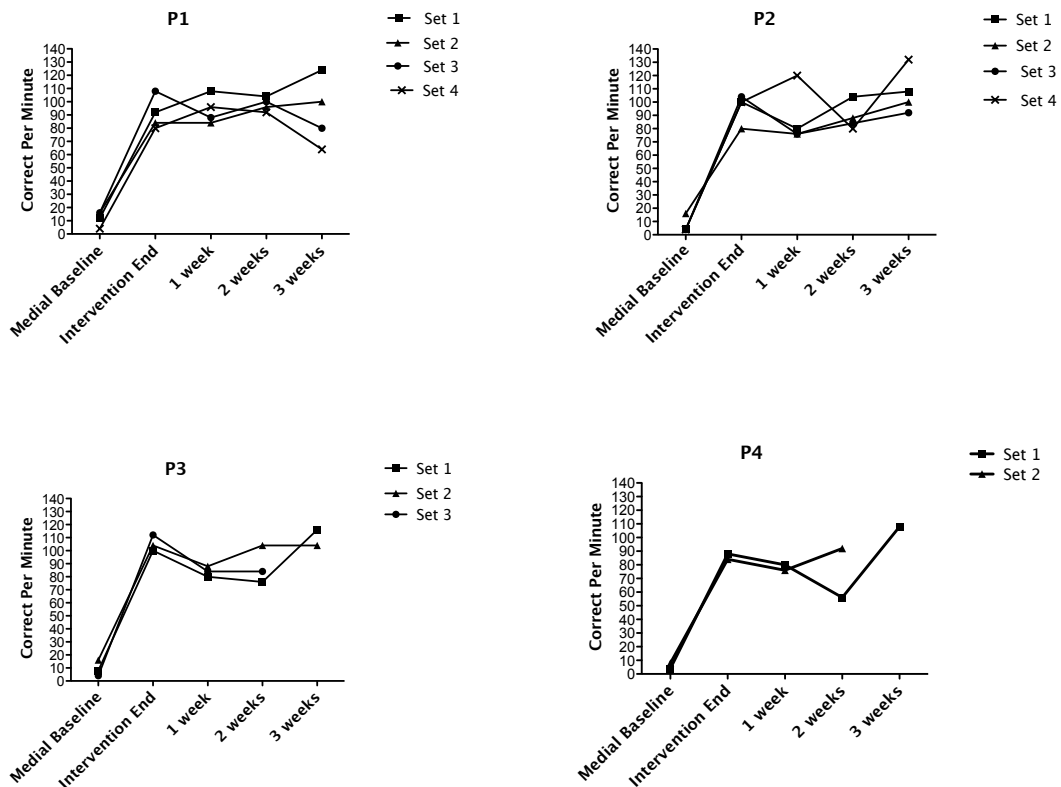 P1
Set 1
Set 2
Set 3
Set 4
Correct Per Minute
140
130
120
110
100
90
80
70
60
50
40
30
20
10
0
Medial Baseline
Intervention End
1 week
2 weeks
3 weeks
P2
Set 1
Set 2
Set 3
Set 4
Correct Per Minute
140
130
120
110
100
90
80
70
60
50
40
30
20
10
0
Medial Baseline
Intervention End
1 week
2 weeks
3 weeks
P3
Set 1
Set 2
Set 3
Correct Per Minute
140
130
120
110
100
90
80
70
60
50
40
30
20
10
0
Medial Baseline
Intervention End
1 week
2 weeks
3 weeks
P4
Set 1
Set 2
Correct Per Minute
140
130
120
110
100
90
80
70
60
50
40
30
20
10
0
Medial Baseline
Intervention End
1 week
2 weeks
3 weeks